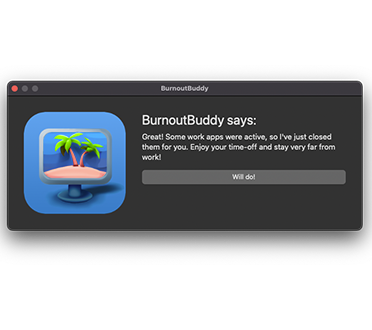 BurnoutBuddy
BurnoutBuddy says:
Great! Some work apps were active, so I've just closed
them for you. Enjoy your time-off and stay very far from
work!
Will do!